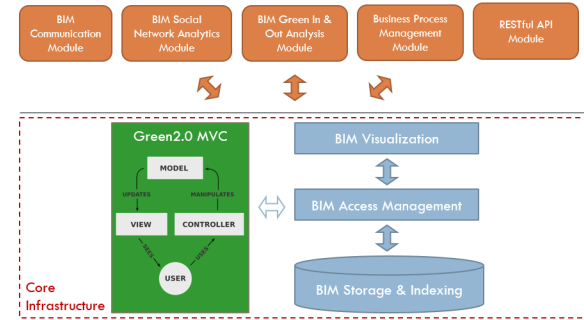 BIM
Communication
Module
BIM Social
Network Analytics
Module
BIM Green In &
Out Analysis
Module
Business Process
Management
Module
RESTful API
Module
Green2.0 MVC
MODEL
UPDATES
MANIPULATES
VIEW
CONTROLLER
SEES
USES
USER
BIM Visualization
BIM Access Management
BIM Storage & Indexing
Core
Infrastructure